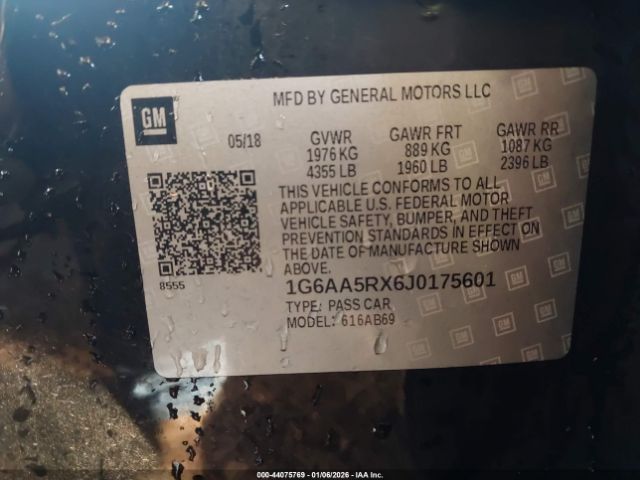 GM
MFD BY GENERAL MOTORS LLC
05/18 GVWR GAWR FRT GAWR RR
1976 KG 889 KG 1087 KG
4355 LB 1960 LB 2396 LB
THIS VEHICLE CONFORMS TO ALL
APPLICABLE U.S. FEDERAL MOTOR
VEHICLE SAFETY, BUMPER, AND THEFT
PREVENTION STANDARDS IN EFFECT ON
THE DATE OF MANUFACTURE SHOWN
ABOVE.
8555
1G6AA5RX6J0175601
TYPE: PASS CAR
MODEL: 616AB69
000-44075769 | 01/06/2026 - IAA Inc.